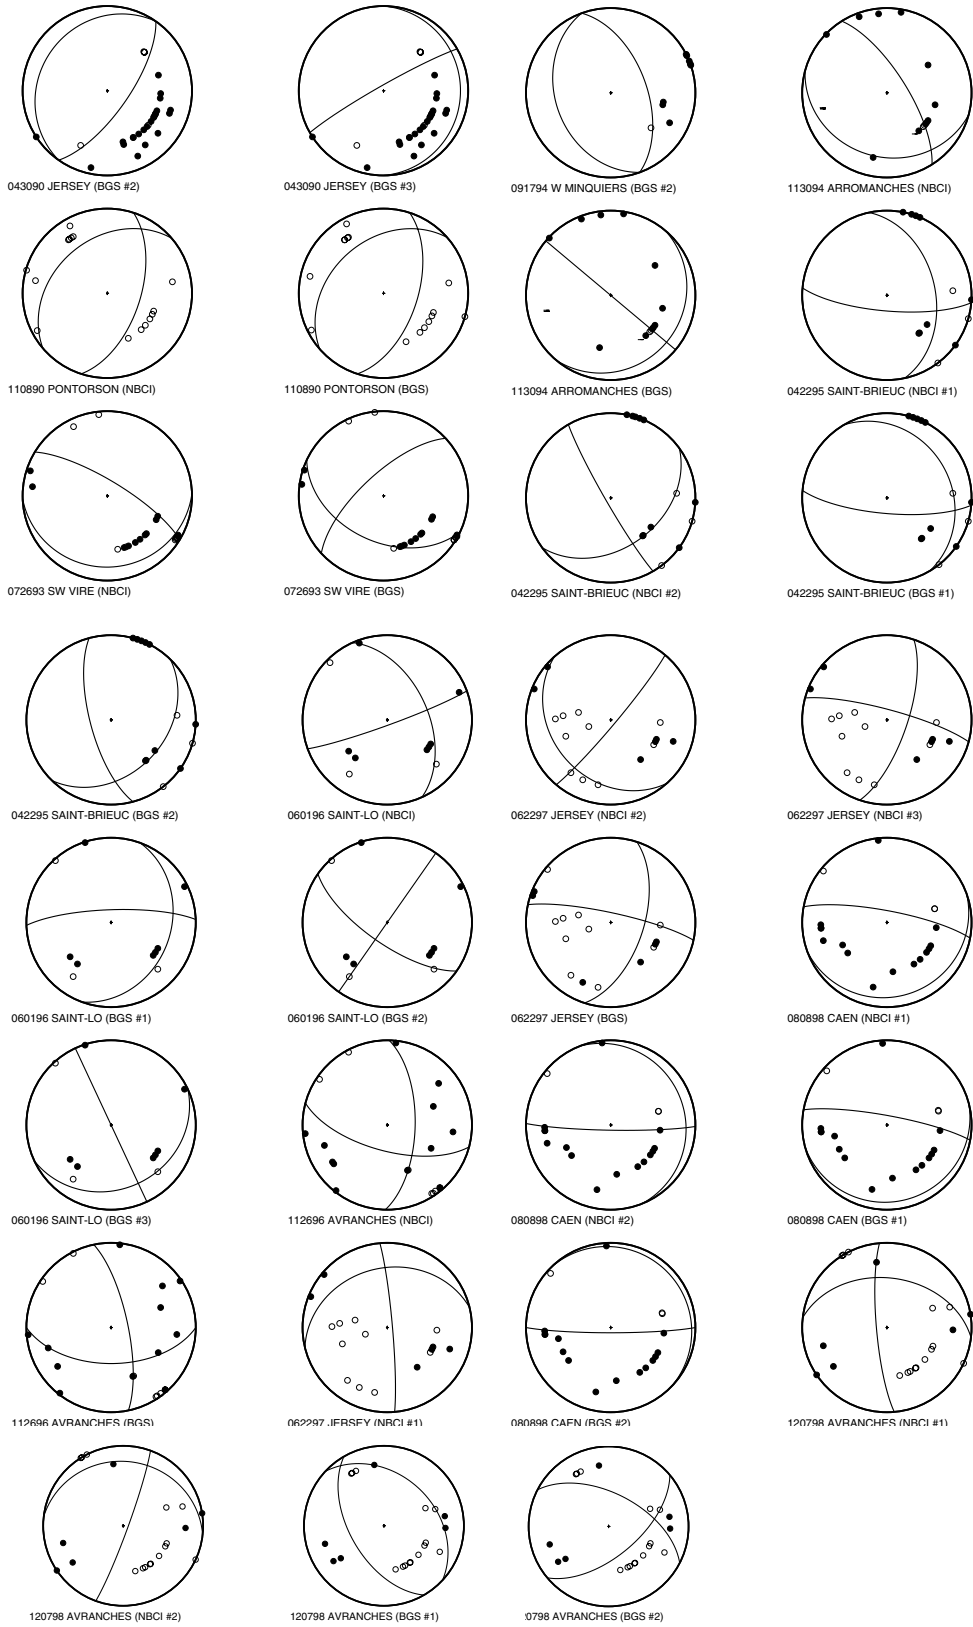 043090 JERSEY (BGS #2)
043090 JERSEY (BGS #3)
091794 W MINQUIERS (BGS #2)
113094 ARROMANCHES (NBCI)
110890 PONTORSON (NBCI)
110890 PONTORSON (BGS)
113094 ARROMANCHES (BGS)
042295 SAINT-BRIEUC (NBCI #1)
072693 SW VIRE (NBCI)
072693 SW VIRE (BGS)
042295 SAINT-BRIEUC (NBCI #2)
042295 SAINT-BRIEUC (BGS #1)
042295 SAINT-BRIEUC (BGS #2)
060196 SAINT-LO (NBCI)
062297 JERSEY (NBCI #2)
062297 JERSEY (NBCI #3)
060196 SAINT-LO (BGS #1)
060196 SAINT-LO (BGS #2)
062297 JERSEY (BGS)
080898 CAEN (NBCI #1)
060196 SAINT-LO (BGS #3)
112696 AVRANCHES (NBCI)
080898 CAEN (NBCI #2)
080898 CAEN (BGS #1)
112696 AVRANCHES (BGS)
062297 JERSEY (NBCI #1)
080898 CAEN (BGS #2)
120798 AVRANCHES (NBCI #1)
120798 AVRANCHES (NBCI #2)
120798 AVRANCHES (BGS #1)
0798 AVRANCHES (BGS #2)